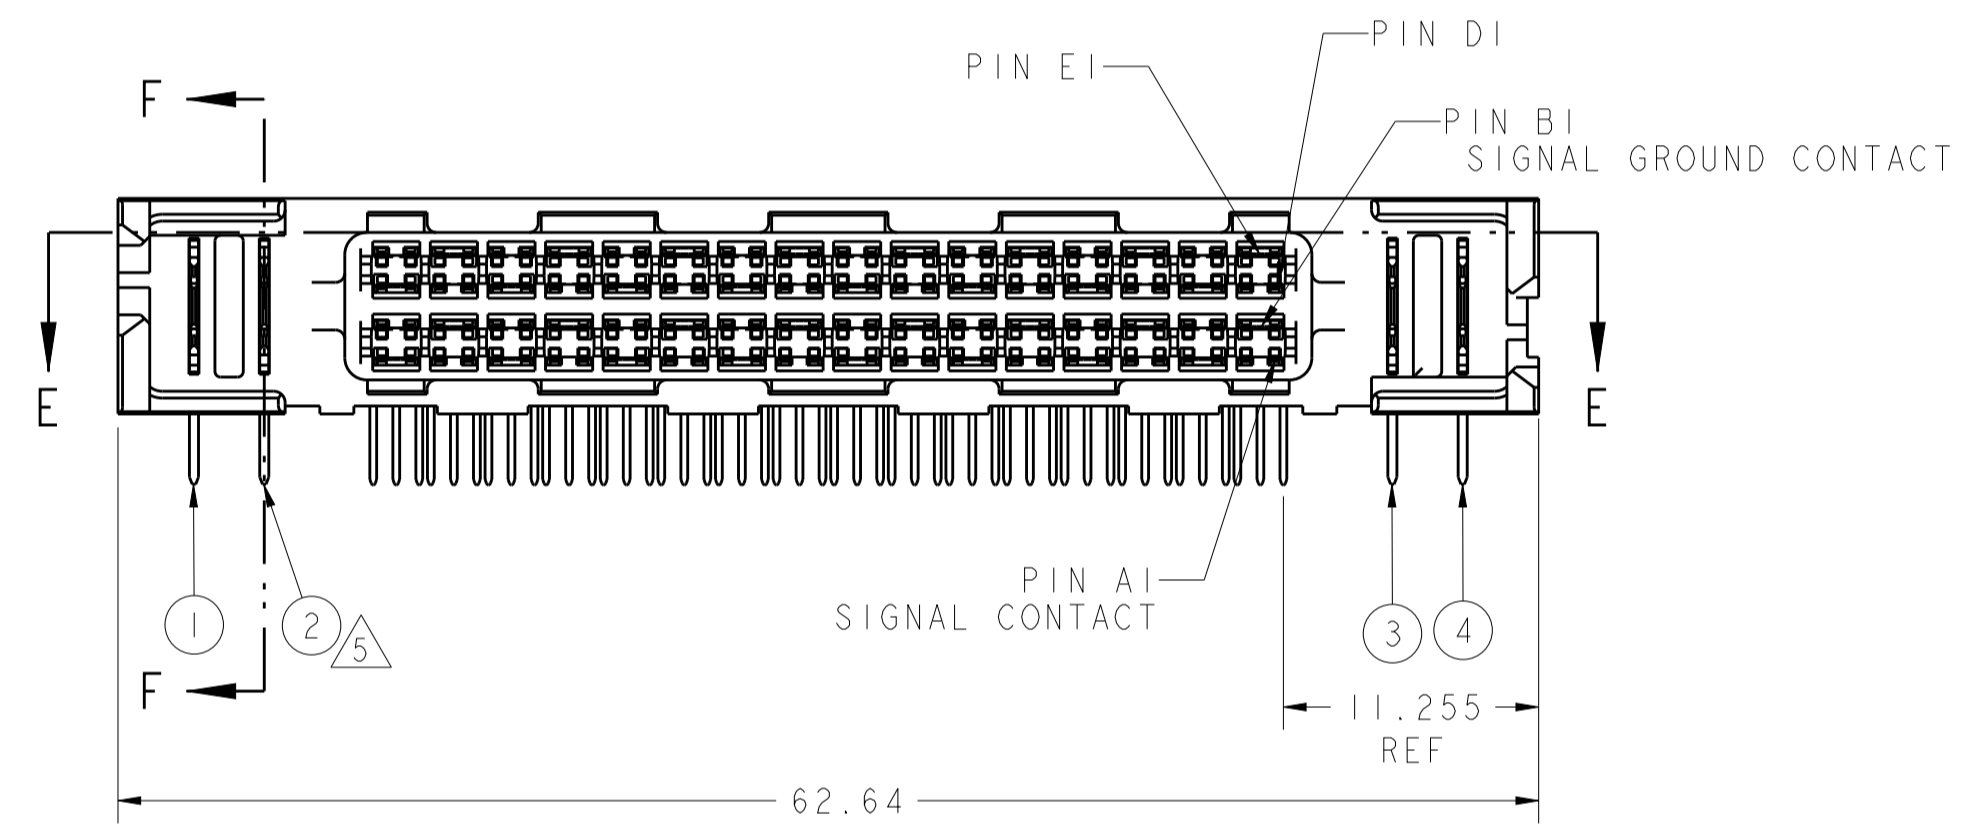 PIN D1
PIN E1
F
PIN B1
SIGNAL GROUND CONTACT
E
E
PIN A1
SIGNAL CONTACT
1
2
5
3
4
F
11.255
REF
62.64